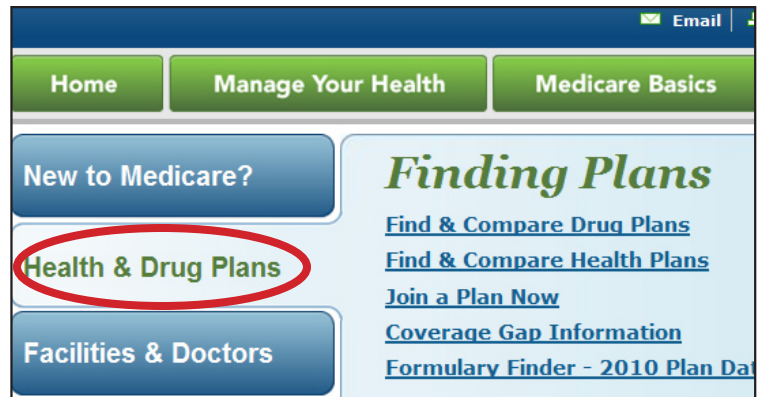 Email
Home
Manage Your Health
Medicare Basics
New to Medicare?
Health & Drug Plans
Facilities & Doctors
Finding Plans
Find & Compare Drug Plans
Find & Compare Health Plans
Join a Plan Now
Coverage Gap Information
Formulary Finder - 2010 Plan